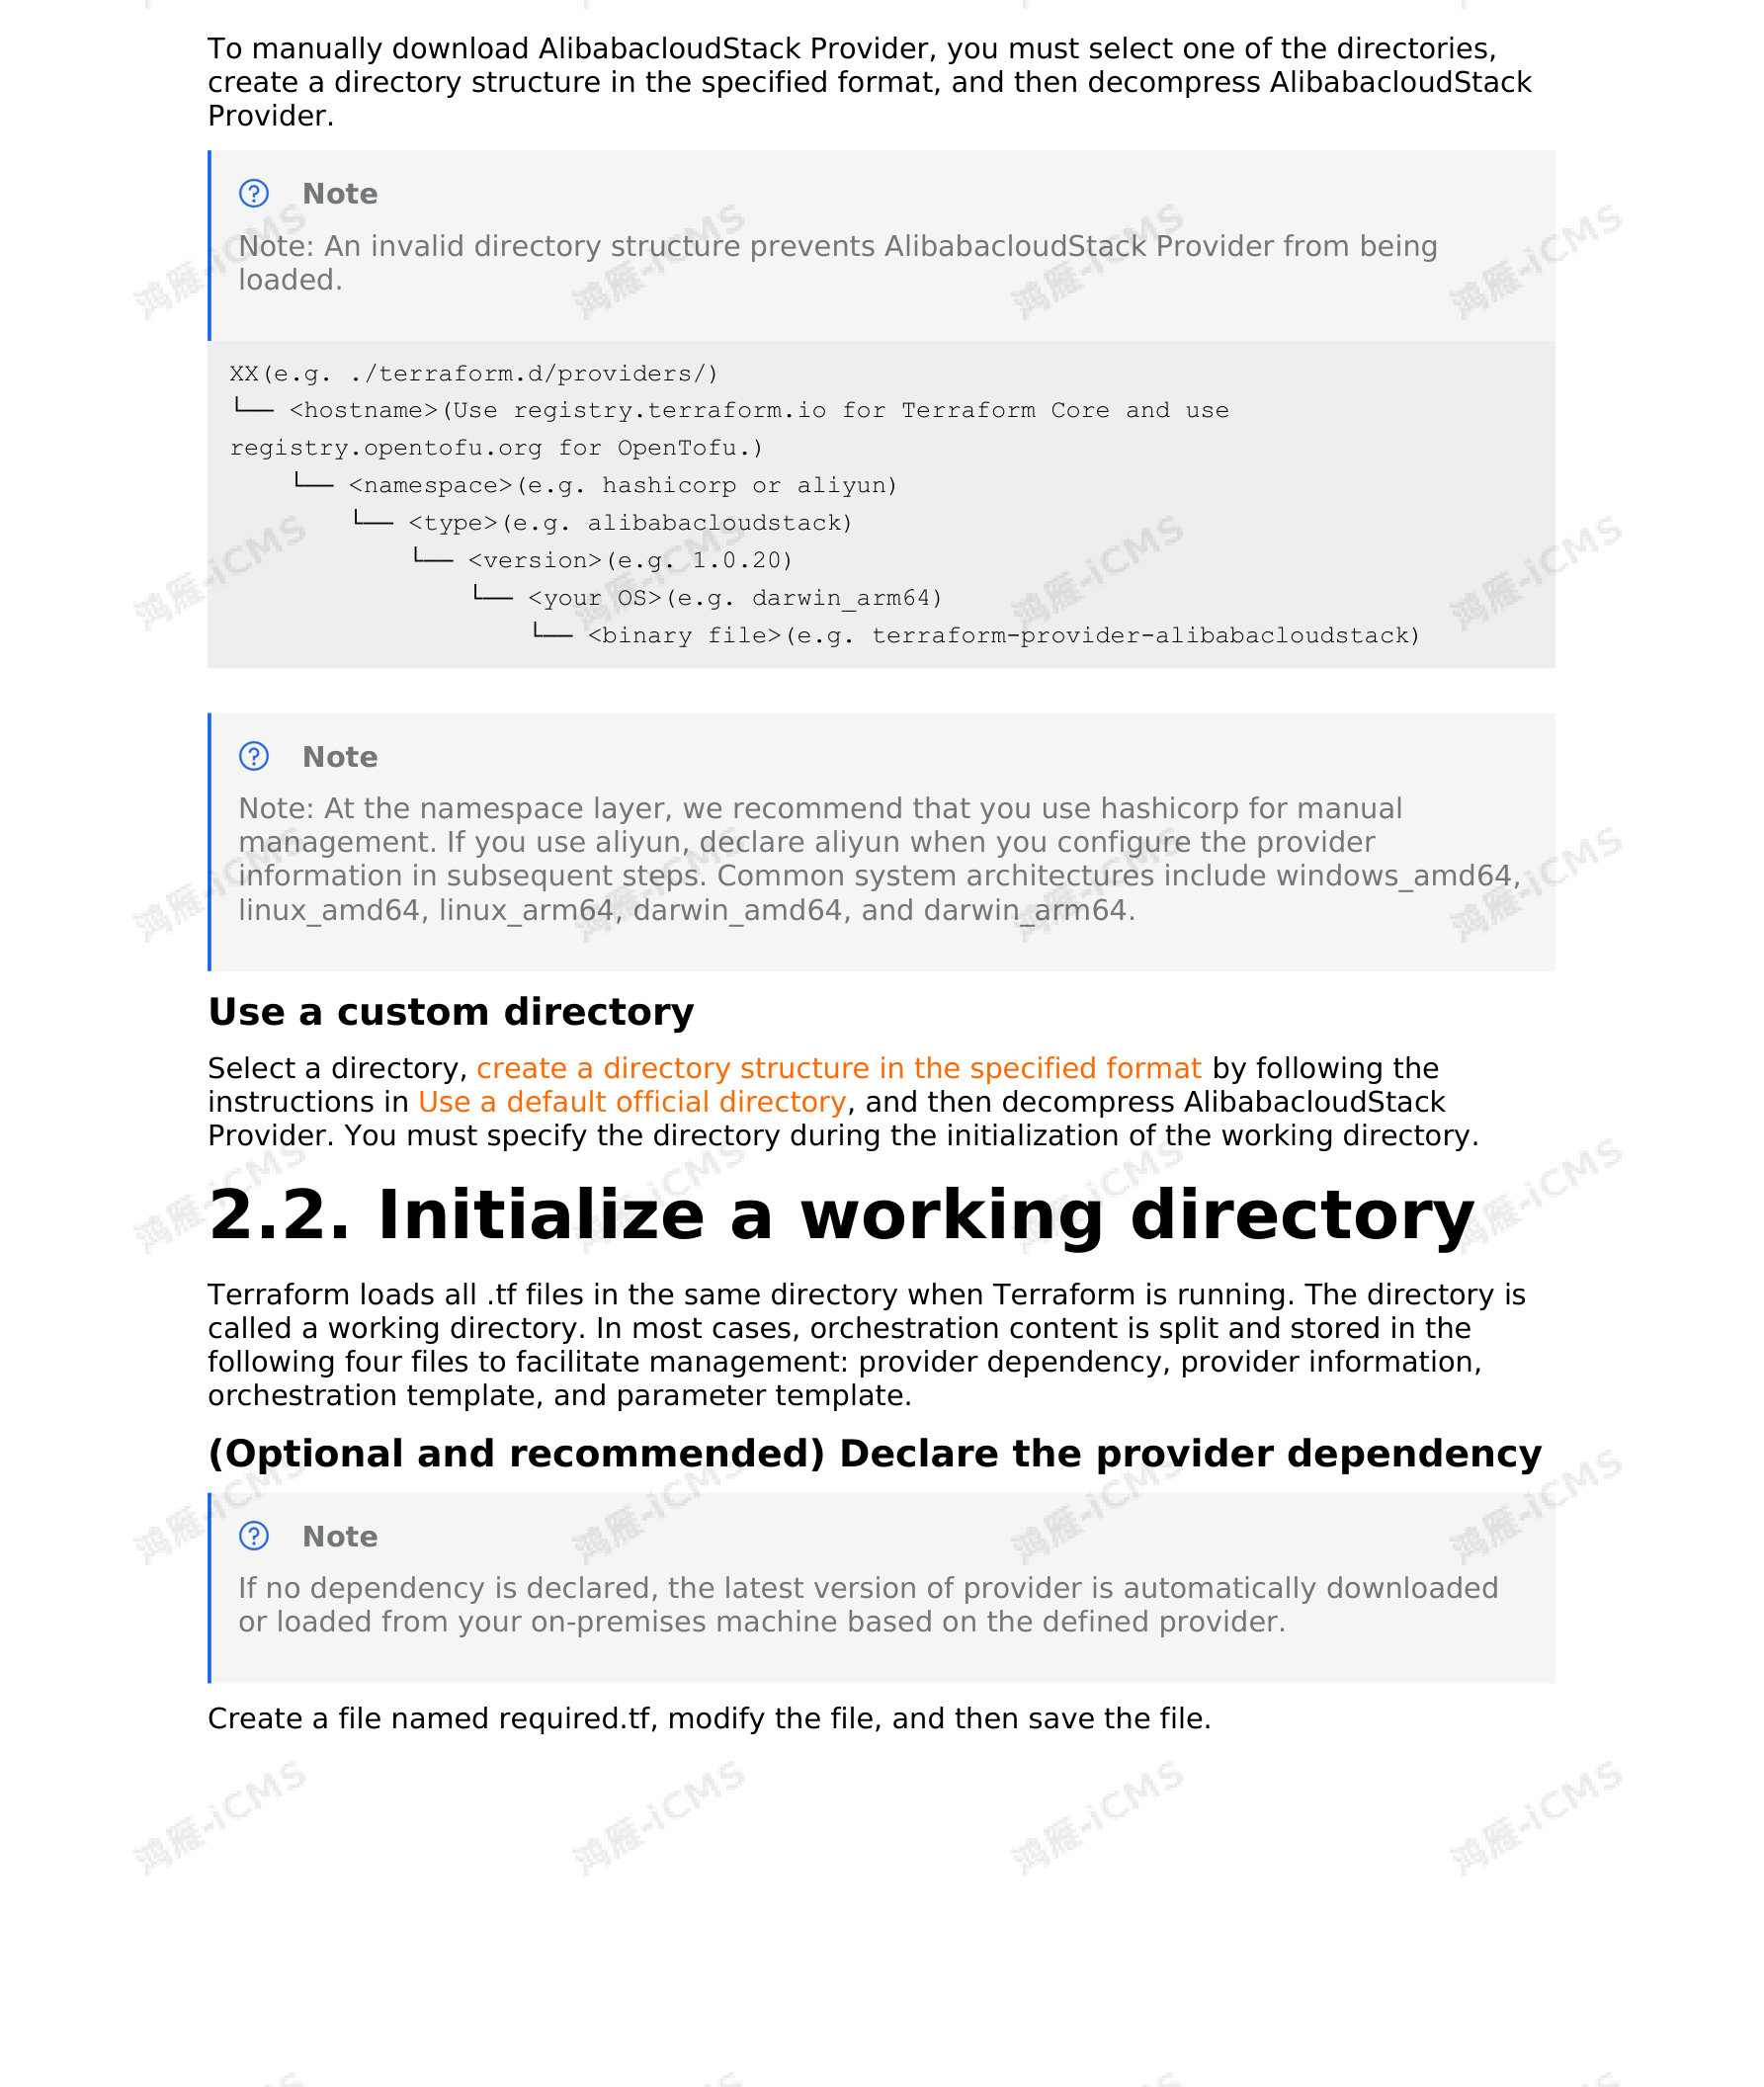 To manually download AlibabacloudStack Provider, you must select one of the directories,
create a directory structure in the specified format, and then decompress AlibabacloudStack
Provider.
Note
Note: An invalid directory structure prevents AlibabacloudStack Provider from being
loaded.
XX(e.g. ./terraform.d/providers/)
└── <hostname>(Use registry.terraform.io for Terraform Core and use
registry.opentofu.org for OpenTofu.)
    └── <namespace>(e.g. hashicorp or aliyun)
        └── <type>(e.g. alibabacloudstack)
            └── <version>(e.g. 1.0.20)
                └── <your OS>(e.g. darwin_arm64)
                    └── <binary file>(e.g. terraform-provider-alibabacloudstack)
Note
Note: At the namespace layer, we recommend that you use hashicorp for manual
management. If you use aliyun, declare aliyun when you configure the provider
information in subsequent steps. Common system architectures include windows_amd64,
linux_amd64, linux_arm64, darwin_amd64, and darwin_arm64.
Use a custom directory
Select a directory, create a directory structure in the specified format by following the
instructions in Use a default official directory, and then decompress AlibabacloudStack
Provider. You must specify the directory during the initialization of the working directory.
2.2. Initialize a working directory
Terraform loads all .tf files in the same directory when Terraform is running. The directory is
called a working directory. In most cases, orchestration content is split and stored in the
following four files to facilitate management: provider dependency, provider information,
orchestration template, and parameter template.
(Optional and recommended) Declare the provider dependency
Note
If no dependency is declared, the latest version of provider is automatically downloaded
or loaded from your on-premises machine based on the defined provider.
Create a file named required.tf, modify the file, and then save the file.
鸿雁-iCMS